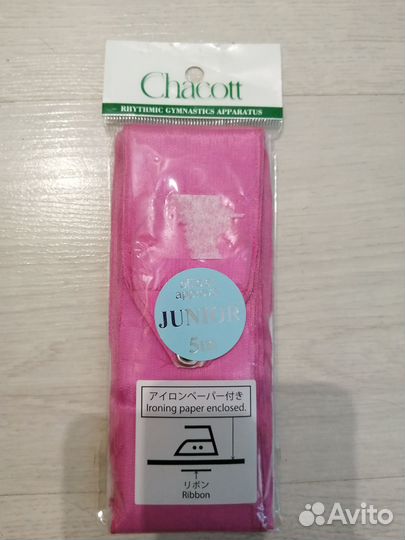 Chacott
RHYTHMIC GYMNASTICS APPARATUS
JUNIOR
5m
アイロンペーパー付き
Ironing paper enclosed.
リボン
Ribbon
Avito